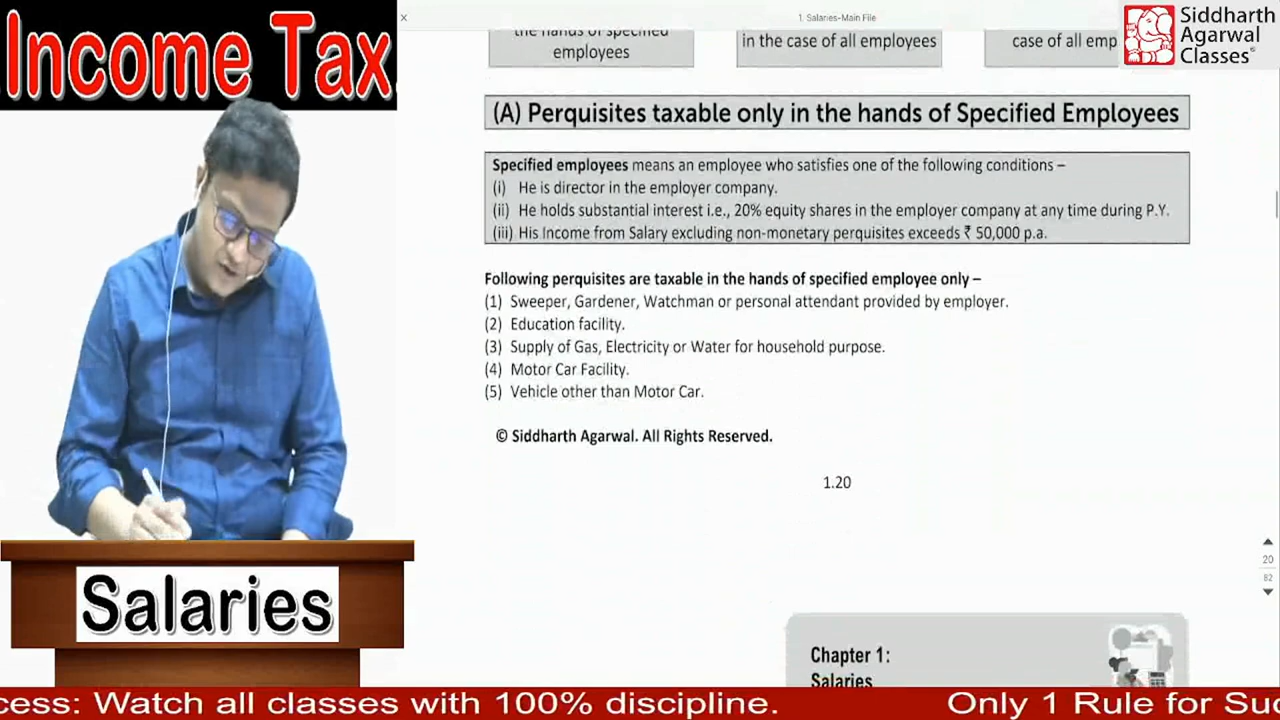 Income Tax
1. Salaries-Main File
Siddharth
Agarwal
Classes
the hands of specified
employees
in the case of all employees
case of all emp
(A) Perquisites taxable only in the hands of Specified Employees
Specified employees means an employee who satisfies one of the following conditions –
(i) He is director in the employer company.
(ii) He holds substantial interest i.e., 20% equity shares in the employer company at any time during P.Y.
(iii) His Income from Salary excluding non-monetary perquisites exceeds ₹ 50,000 p.a.
Following perquisites are taxable in the hands of specified employee only –
(1) Sweeper, Gardener, Watchman or personal attendant provided by employer.
(2) Education facility.
(3) Supply of Gas, Electricity or Water for household purpose.
(4) Motor Car Facility.
(5) Vehicle other than Motor Car.
© Siddharth Agarwal. All Rights Reserved.
1.20
20
82
Salaries
Chapter 1:
Salaries
cess: Watch all classes with 100% discipline.
Only 1 Rule for Suc